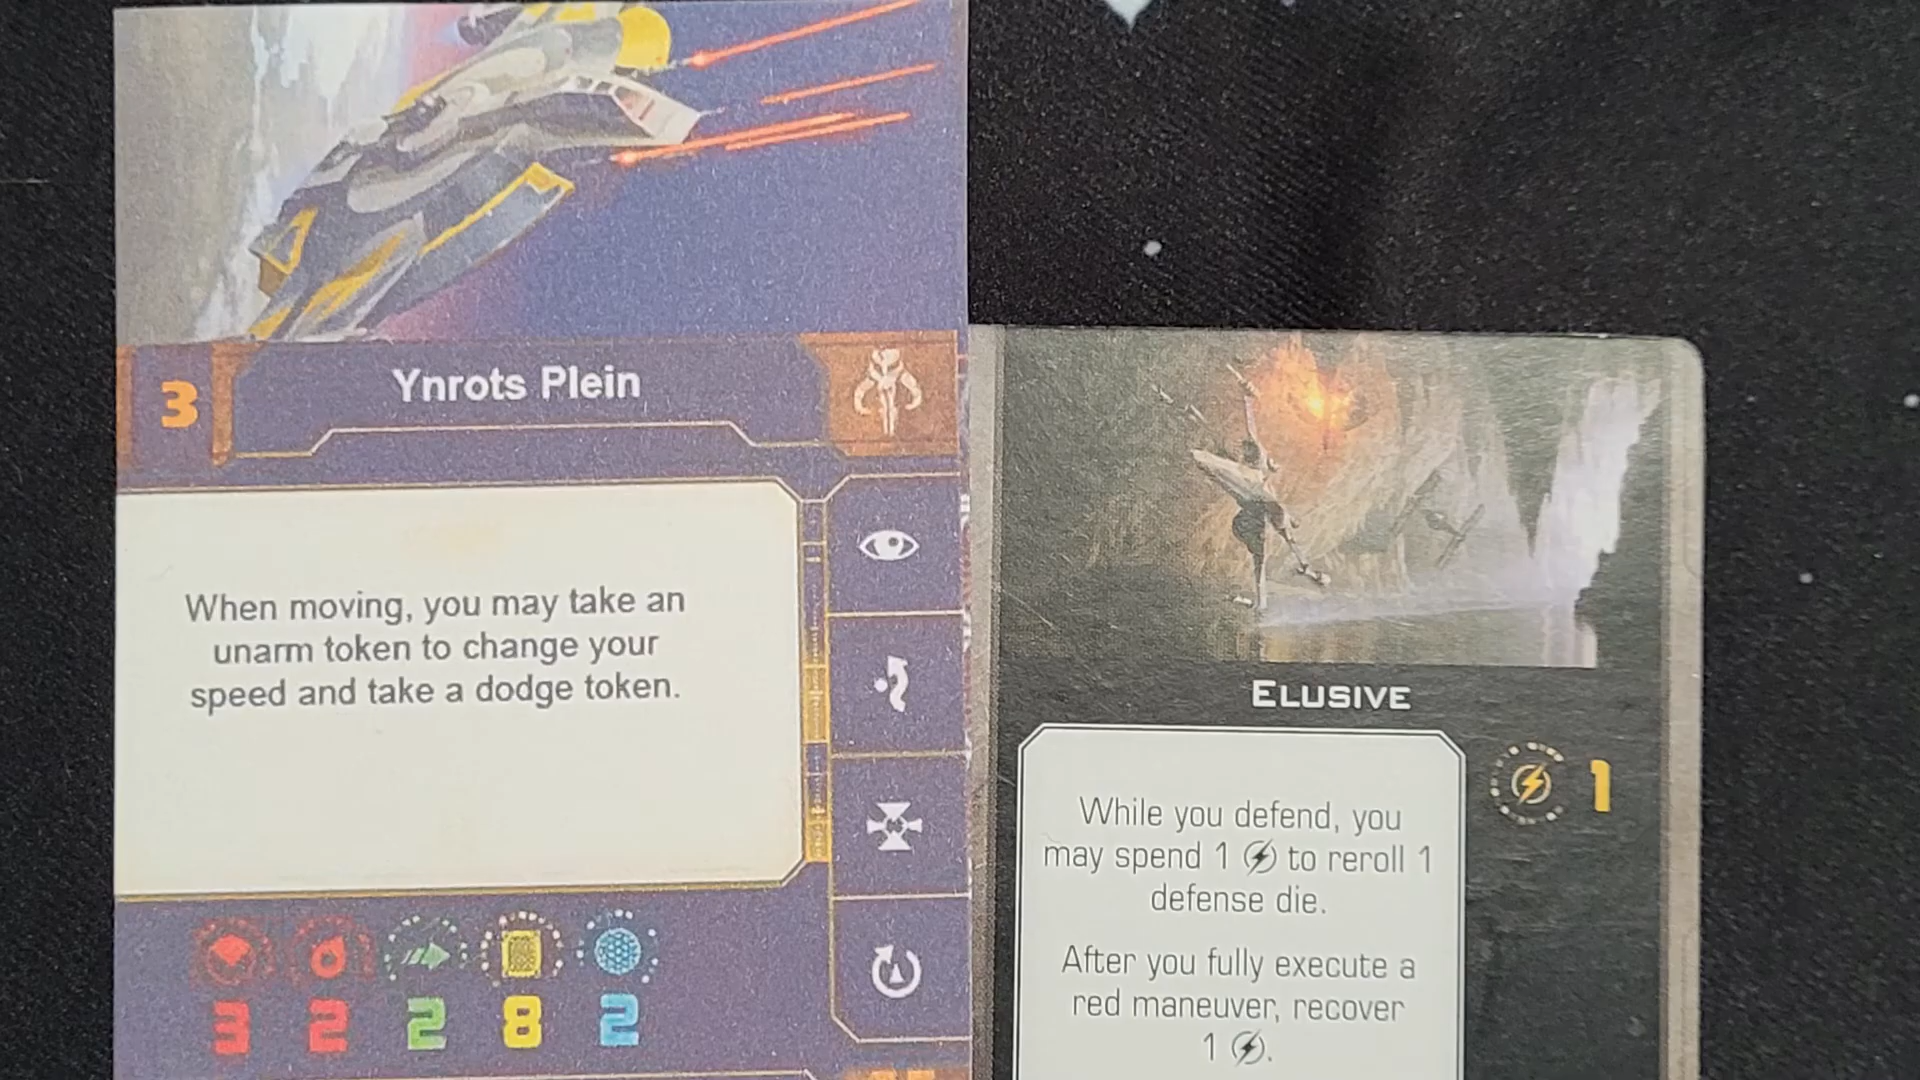 3
Ynrots Plein
When moving, you may take an
unarm token to change your
speed and take a dodge token.
3 2 2 8 2
ELUSIVE
1
While you defend, you
may spend 1 to reroll 1
defense die.
After you fully execute a
red maneuver, recover
1 .